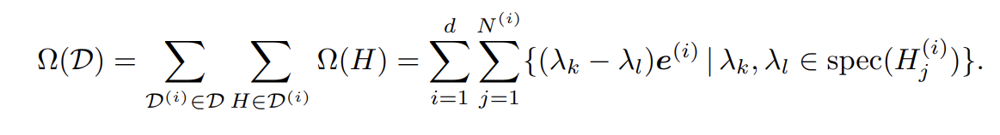 Ω(𝒟) = ∑_{𝒟^{(i)}∈𝒟} ∑_{H∈𝒟^{(i)}} Ω(H) = ∑_{i=1}^{d} ∑_{j=1}^{N^{(i)}} {(λ_k − λ_l)𝒆^{(i)} | λ_k, λ_l ∈ spec(H_j^{(i)})}.